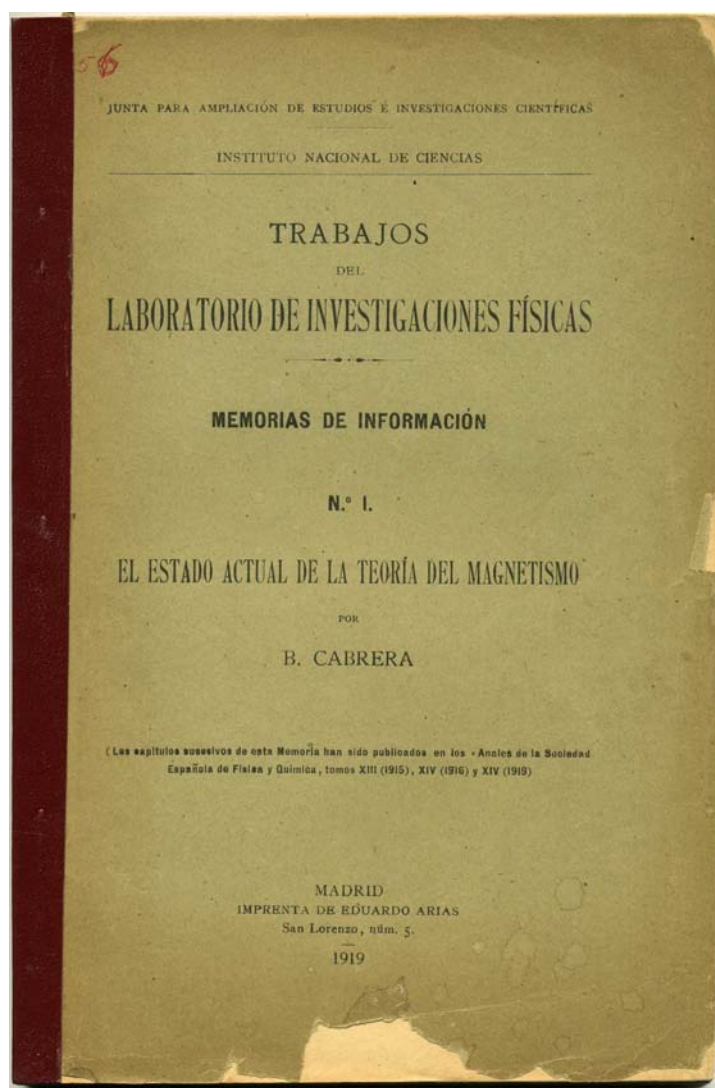 56
JUNTA PARA AMPLIACIÓN DE ESTUDIOS É INVESTIGACIONES CIENTÍFICAS
INSTITUTO NACIONAL DE CIENCIAS
TRABAJOS
DEL
LABORATORIO DE INVESTIGACIONES FÍSICAS
MEMORIAS DE INFORMACIÓN
N.º I.
EL ESTADO ACTUAL DE LA TEORÍA DEL MAGNETISMO
POR
B. CABRERA
(Los capítulos sucesivos de esta Memoria han sido publicados en los «Anales de la Sociedad
Española de Física y Química, tomos XIII (1915), XIV (1916) y XIV (1919)
MADRID
IMPRENTA DE EDUARDO ARIAS
San Lorenzo, núm. 5.
1919